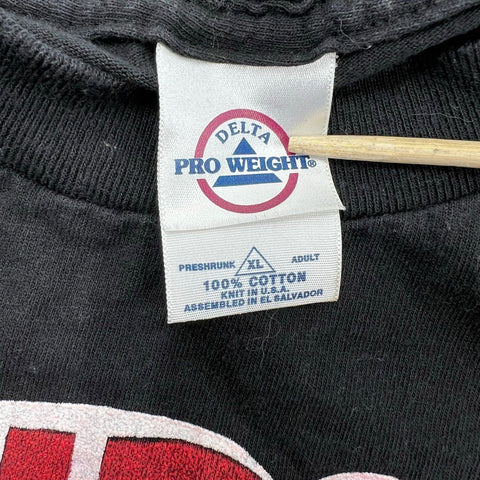 DELTA
PRO WEIGHT®
PRESHRUNK XL ADULT
100% COTTON
KNIT IN U.S.A.
ASSEMBLED IN EL SALVADOR